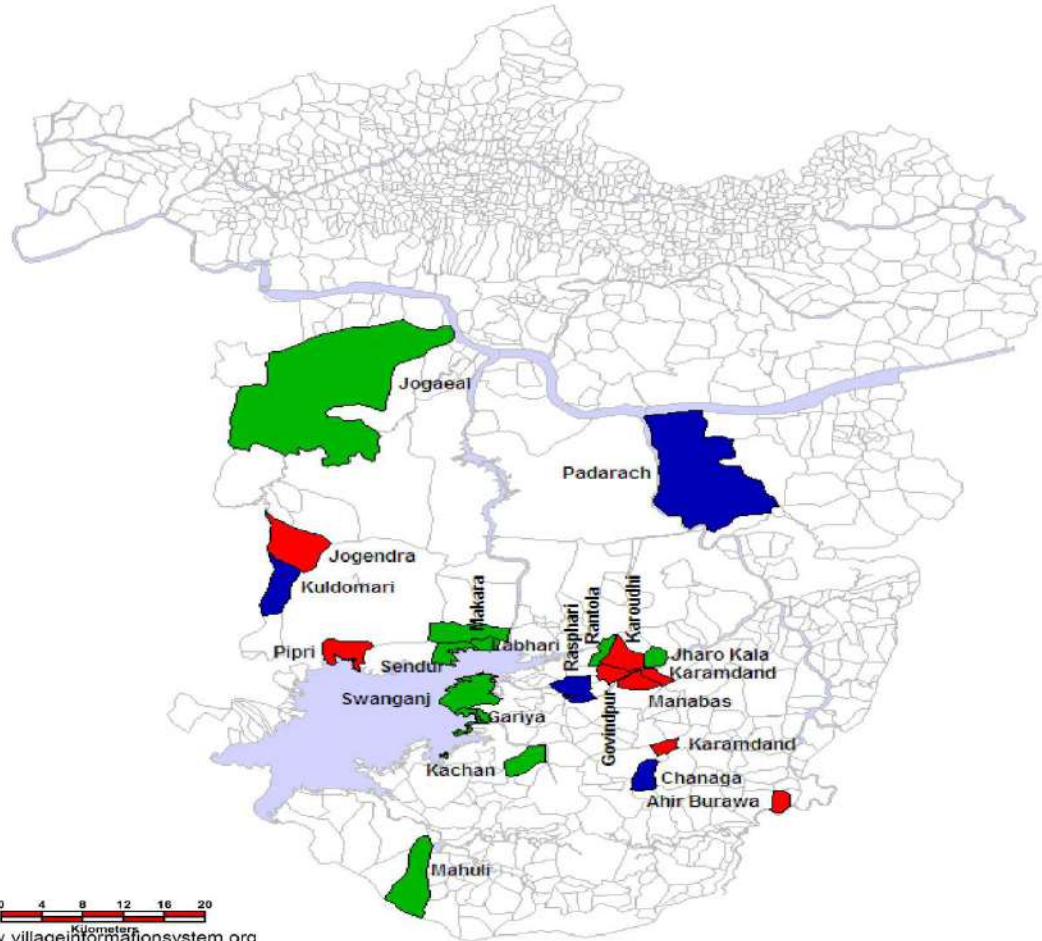 Jogaeal
Padarach
Jogendra
Kuldomari
Makara
Rasphari
Rantola
Karoudhi
Pipri
Labhari
Sendur
Jharo Kala
Karamdand
Swanganj
Manabas
Gariya
Govindpur
Karamdand
Kachan
Chanaga
Ahir Burawa
Mahuli
0 4 8 12 16 20
Kilometers
villageinformationsystem.org